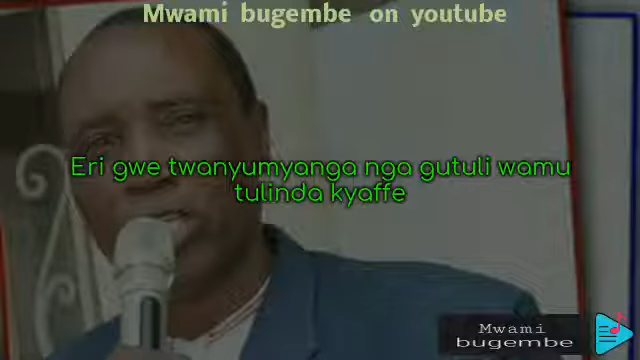 Mwami bugembe on youtube
Eri gwe twanyumyanga nga gutuli wamu
tulinda kyaffe
Mwami
bugembe